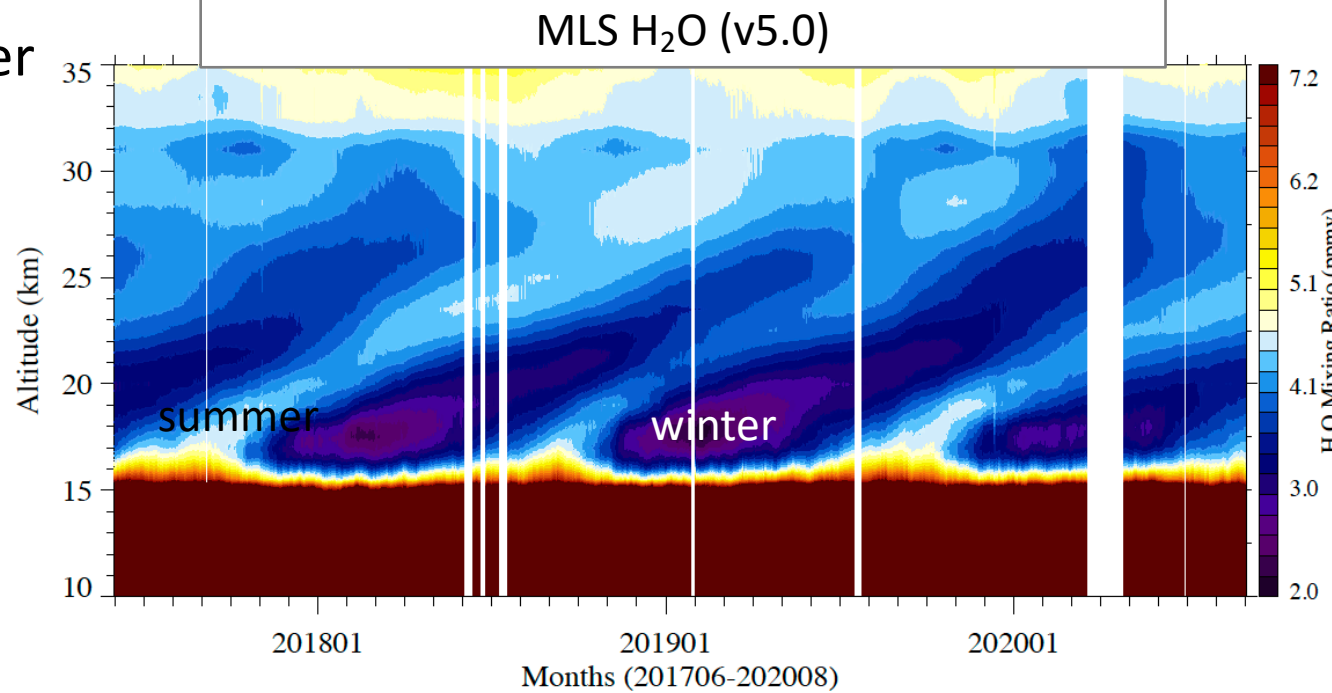 MLS H₂O (v5.0)
er
35
30
25
20
15
10
Altitude (km)
summer
winter
201801
201901
202001
Months (201706-202008)
7.2
6.2
5.1
4.1
3.0
2.0
H₂O Mixing Ratio (ppmv)